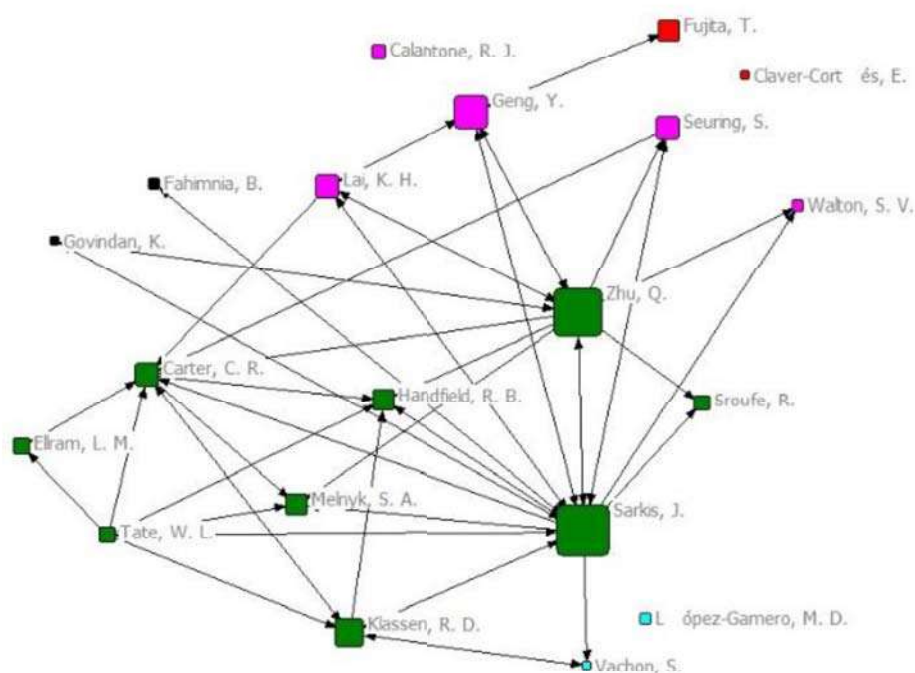 Fujita, T.
Calantone, R. J.
Claver-Cort és, E.
Geng, Y.
Seuring, S.
Fahimnia, B.
Lai, K. H.
Walton, S. V.
Govindan, K.
Zhu, Q.
Carter, C. R.
Handfield, R. B.
Sroufe, R.
Ellram, L. M.
Melnyk, S. A.
Sarkis, J.
Tate, W. L.
Klassen, R. D.
L ópez-Gamero, M. D.
Vachon, S.